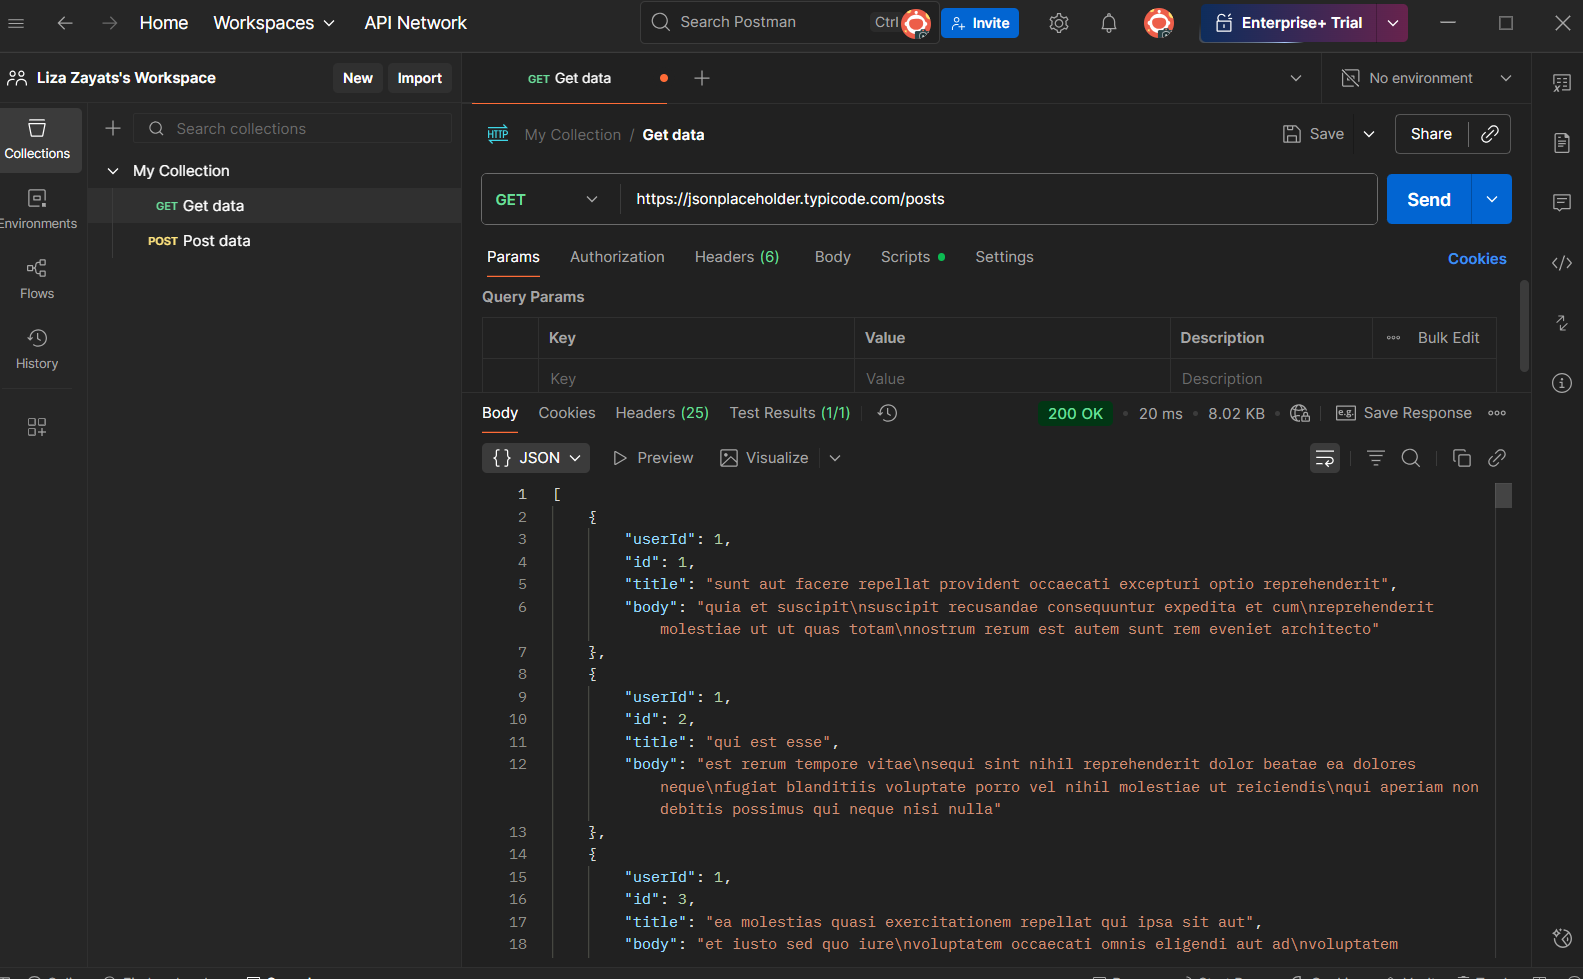 Home Workspaces API Network Search Postman Ctrl Invite Enterprise+ Trial
Liza Zayats's Workspace New Import GET Get data No environment
Collections
Environments
Flows
History
Search collections
My Collection
GET Get data
POST Post data
HTTP My Collection / Get data Save Share
GET https://jsonplaceholder.typicode.com/posts Send
Params Authorization Headers (6) Body Scripts Settings Cookies
Query Params
Key Value Description Bulk Edit
Key Value Description
Body Cookies Headers (25) Test Results (1/1) 200 OK 20 ms 8.02 KB e.g. Save Response
{} JSON Preview Visualize
1 [
2 {
3 "userId": 1,
4 "id": 1,
5 "title": "sunt aut facere repellat provident occaecati excepturi optio reprehenderit",
6 "body": "quia et suscipit\nsuscipit recusandae consequuntur expedita et cum\nreprehenderit
molestiae ut ut quas totam\nnostrum rerum est autem sunt rem eveniet architecto"
7 },
8 {
9 "userId": 1,
10 "id": 2,
11 "title": "qui est esse",
12 "body": "est rerum tempore vitae\nsequi sint nihil reprehenderit dolor beatae ea dolores
neque\nfugiat blanditiis voluptate porro vel nihil molestiae ut reiciendis\nqui aperiam non
debitis possimus qui neque nisi nulla"
13 },
14 {
15 "userId": 1,
16 "id": 3,
17 "title": "ea molestias quasi exercitationem repellat qui ipsa sit aut",
18 "body": "et iusto sed quo iure\nvoluptatem occaecati omnis eligendi aut ad\nvoluptatem